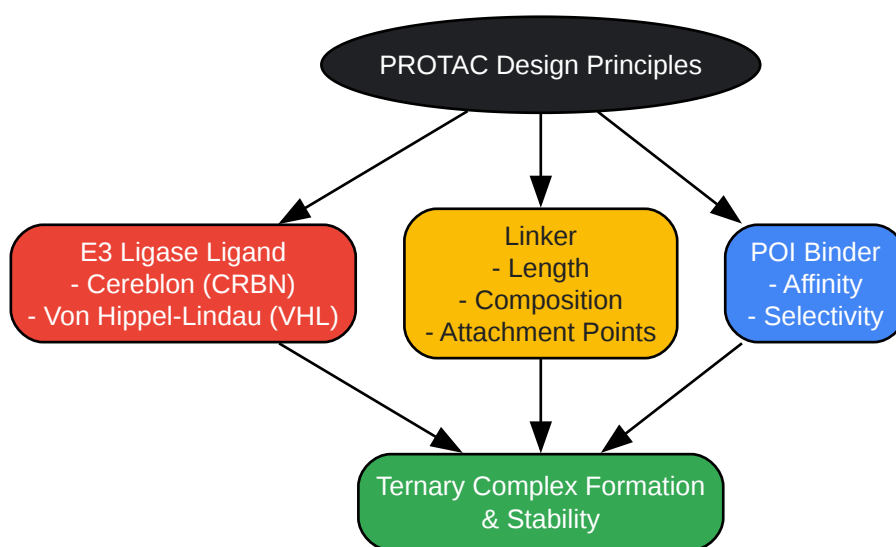 PROTAC Design Principles
E3 Ligase Ligand
- Cereblon (CRBN)
- Von Hippel-Lindau (VHL)
Linker
- Length
- Composition
- Attachment Points
POI Binder
- Affinity
- Selectivity
Ternary Complex Formation
& Stability